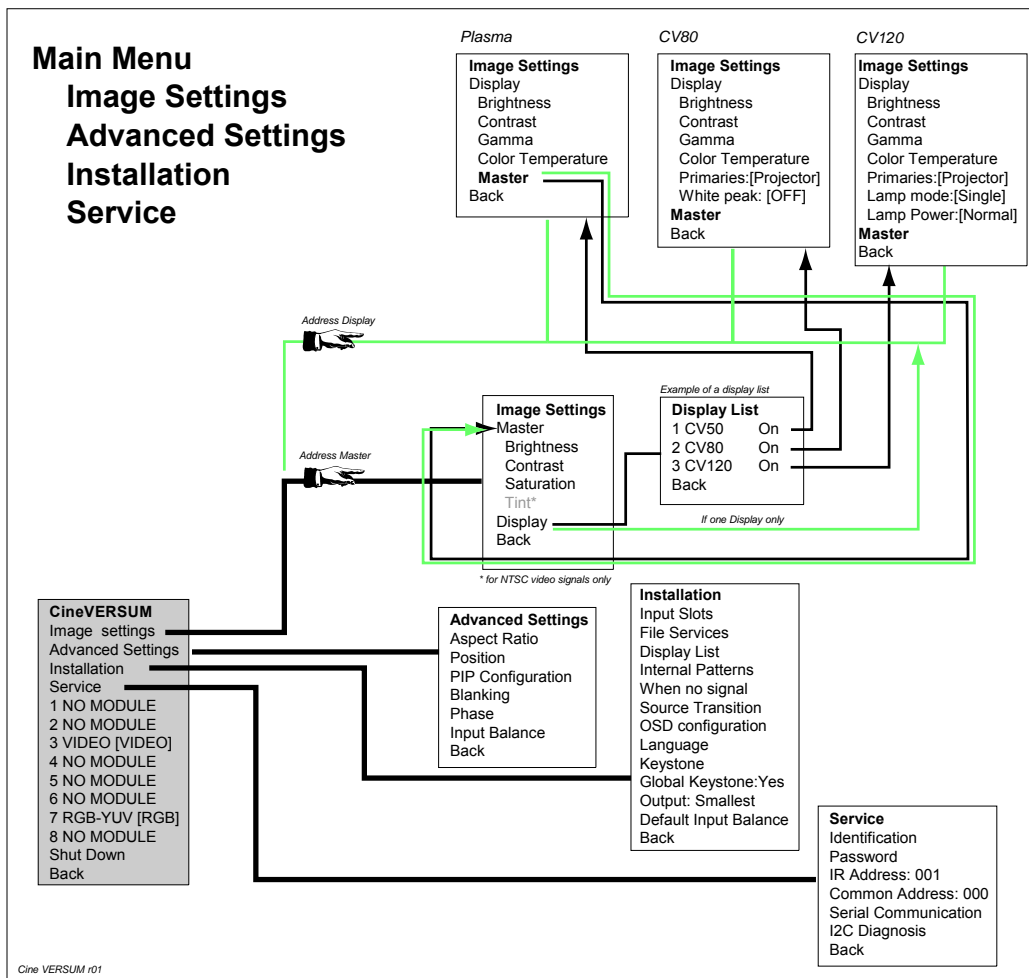 Main Menu
Image Settings
Advanced Settings
Installation
Service
Plasma
Image Settings
Display
Brightness
Contrast
Gamma
Color Temperature
Master
Back
CV80
Image Settings
Display
Brightness
Contrast
Gamma
Color Temperature
Primaries:[Projector]
White peak: [OFF]
Master
Back
CV120
Image Settings
Display
Brightness
Contrast
Gamma
Color Temperature
Primaries:[Projector]
Lamp mode:[Single]
Lamp Power:[Normal]
Master
Back
Address Display
Address Master
Image Settings
Master
Brightness
Contrast
Saturation
Tint*
Display
Back
* for NTSC video signals only
Example of a display list
Display List
1 CV50 On
2 CV80 On
3 CV120 On
Back
If one Display only
CineVERSUM
Image settings
Advanced Settings
Installation
Service
1 NO MODULE
2 NO MODULE
3 VIDEO [VIDEO]
4 NO MODULE
5 NO MODULE
6 NO MODULE
7 RGB-YUV [RGB]
8 NO MODULE
Shut Down
Back
Advanced Settings
Aspect Ratio
Position
PIP Configuration
Blanking
Phase
Input Balance
Back
Installation
Input Slots
File Services
Display List
Internal Patterns
When no signal
Source Transition
OSD configuration
Language
Keystone
Global Keystone:Yes
Output: Smallest
Default Input Balance
Back
Service
Identification
Password
IR Address: 001
Common Address: 000
Serial Communication
I2C Diagnosis
Back
Cine VERSUM r01